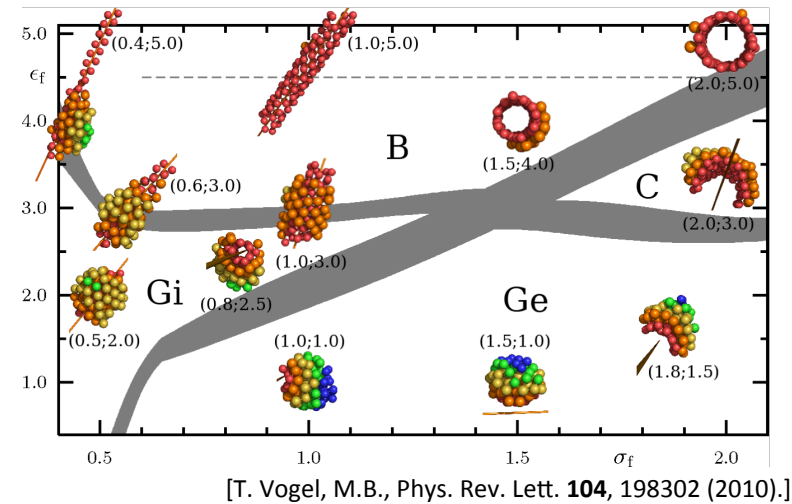 5.0
(0.4;5.0)
(1.0;5.0)
ϵf
(2.0;5.0)
4.0
B
(1.5;4.0)
(0.6;3.0)
C
3.0
(2.0;3.0)
(1.0;3.0)
Gi
Ge
2.0
(0.8;2.5)
(0.5;2.0)
(1.0;1.0)
(1.5;1.0)
(1.8;1.5)
1.0
0.5 1.0 1.5 σf 2.0
[T. Vogel, M.B., Phys. Rev. Lett. 104, 198302 (2010).]